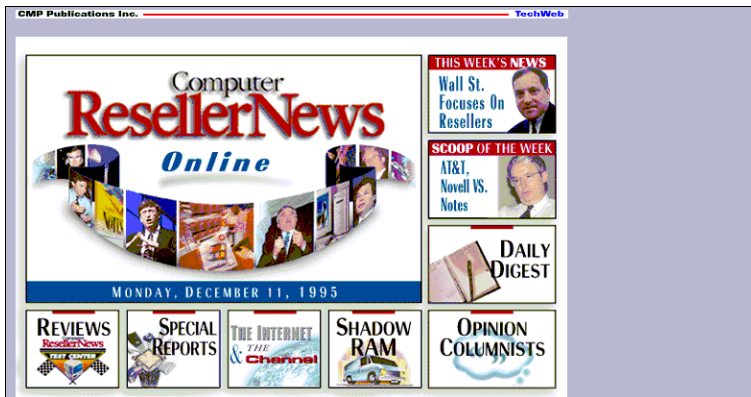 CMP Publications Inc.
TechWeb
Computer
ResellerNews
Online
MONDAY, DECEMBER 11, 1995
THIS WEEK'S NEWS
Wall St.
Focuses On
Resellers
SCOOP OF THE WEEK
AT&T,
Novell VS.
Notes
DAILY
DIGEST
REVIEWS
ResellerNews
TEST CENTER
SPECIAL
REPORTS
THE INTERNET
& THE
Channel
SHADOW
RAM
OPINION
COLUMNISTS